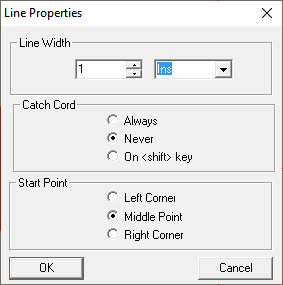 Line Properties
Line Width
1
Ins
Catch Cord
Always
Never
On <shift> key
Start Point
Left Corner
Middle Point
Right Corner
OK
Cancel